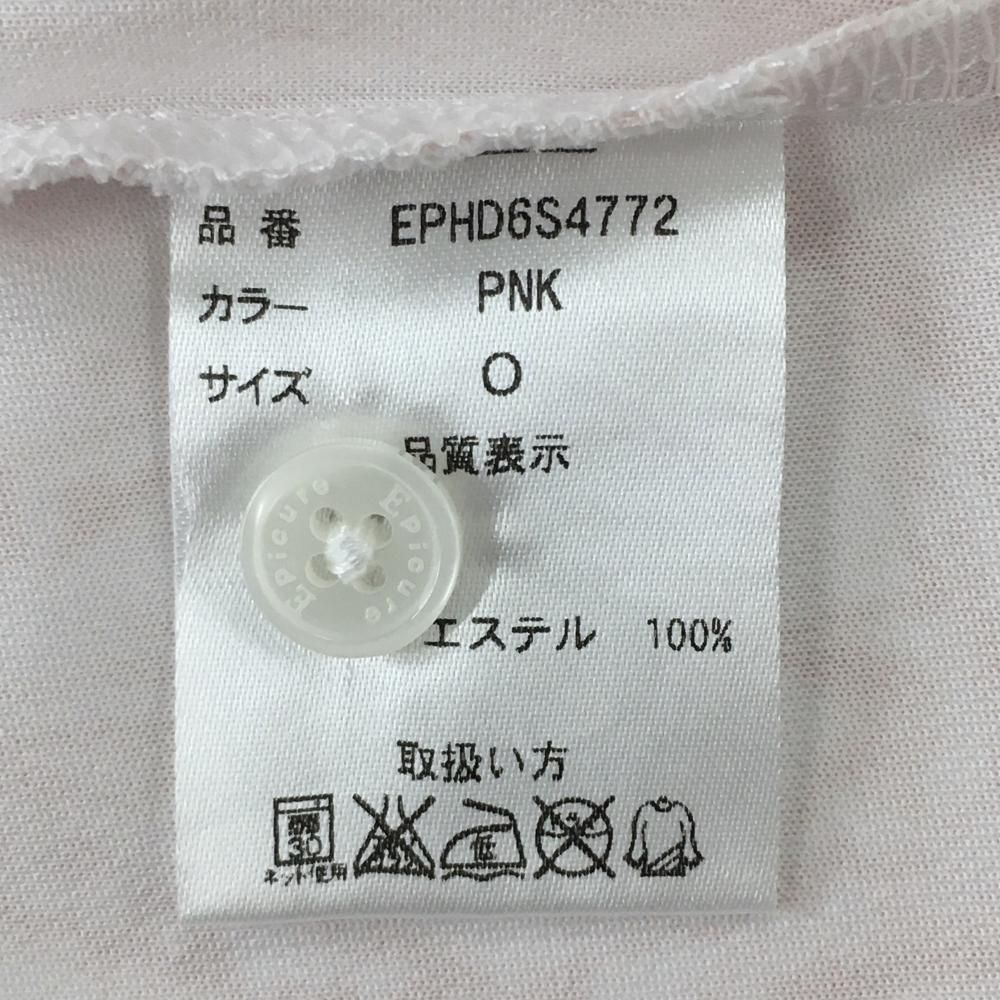 品番 EPHD6S4772
カラー PNK
サイズ O
品質表示
Epicure Epicure
エステル 100%
取扱い方
30 低
ネット使用